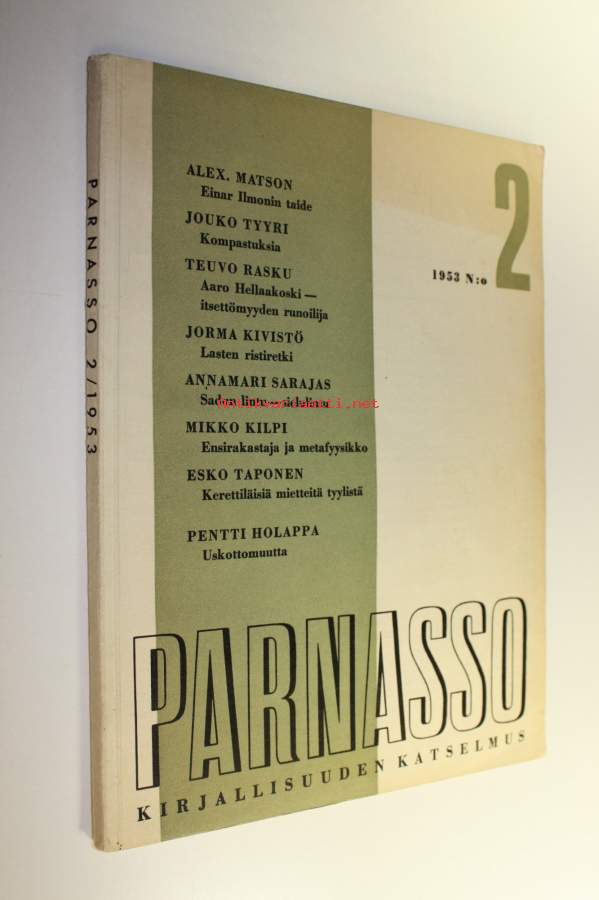 PARNASSO 2/1953
2
1953 N:o
ALEX. MATSON
Einar Ilmonin taide
JOUKO TYYRI
Kompastuksia
TEUVO RASKU
Aaro Hellaakoski —
itsettömyyden runoilija
JORMA KIVISTÖ
Lasten ristiretki
ANNAMARI SARAJAS
Sadun lintu
MIKKO KILPI
Ensirakastaja ja metafyysikko
ESKO TAPONEN
Kerettiläisiä mietteitä tyylistä
PENTTI HOLAPPA
Uskottomuutta
PARNASSO
KIRJALLISUUDEN KATSELMUS